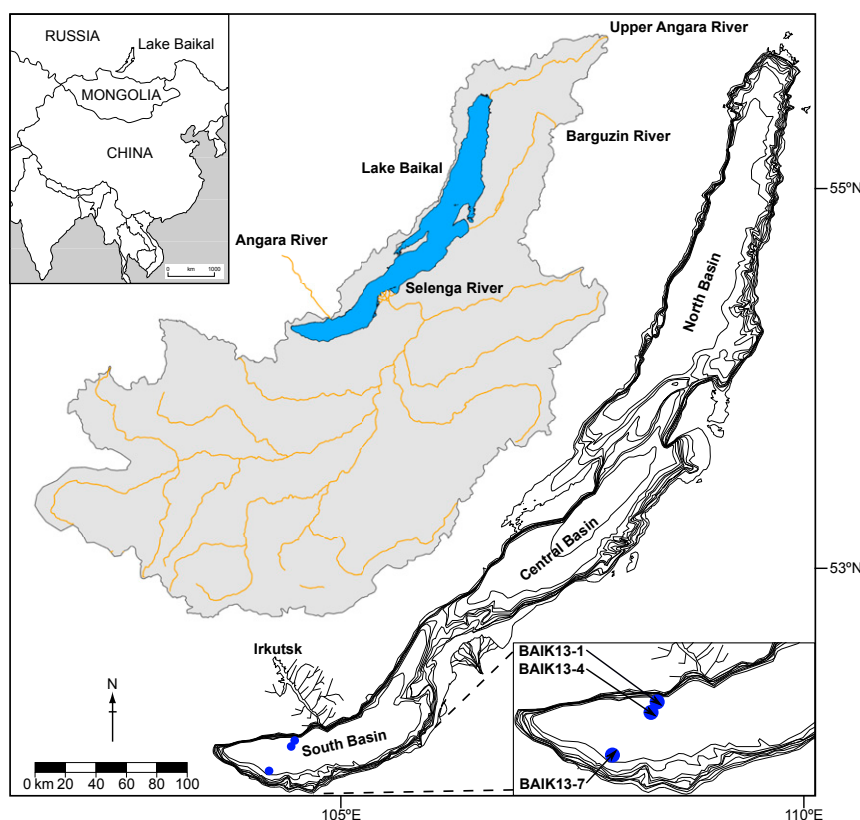 RUSSIA
Lake Baikal
MONGOLIA
CHINA
0 km 1000
Upper Angara River
Barguzin River
Lake Baikal
Angara River
Selenga River
55ºN
North Basin
Central Basin
53ºN
Irkutsk
N
South Basin
0 20 40 60 80 100
km
BAIK13-1
BAIK13-4
BAIK13-7
105ºE
110ºE